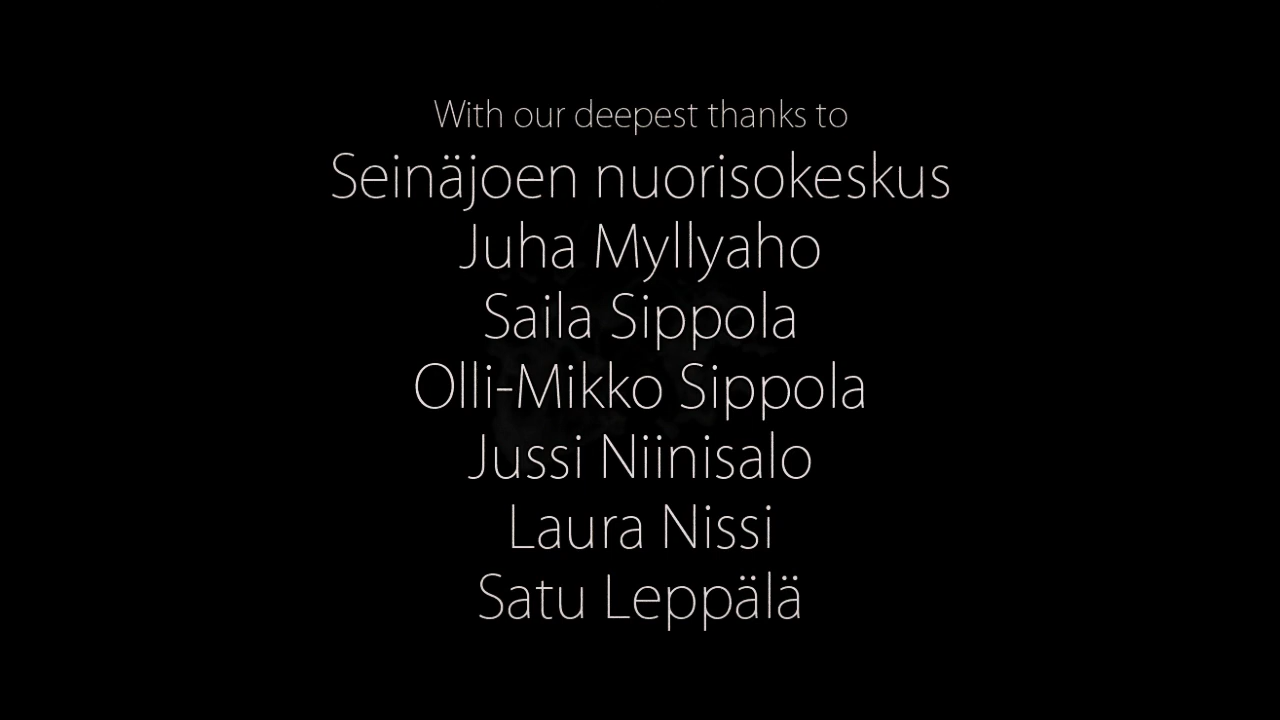 With our deepest thanks to
Seinäjoen nuorisokeskus
Juha Myllyaho
Saila Sippola
Olli-Mikko Sippola
Jussi Niinisalo
Laura Nissi
Satu Leppälä